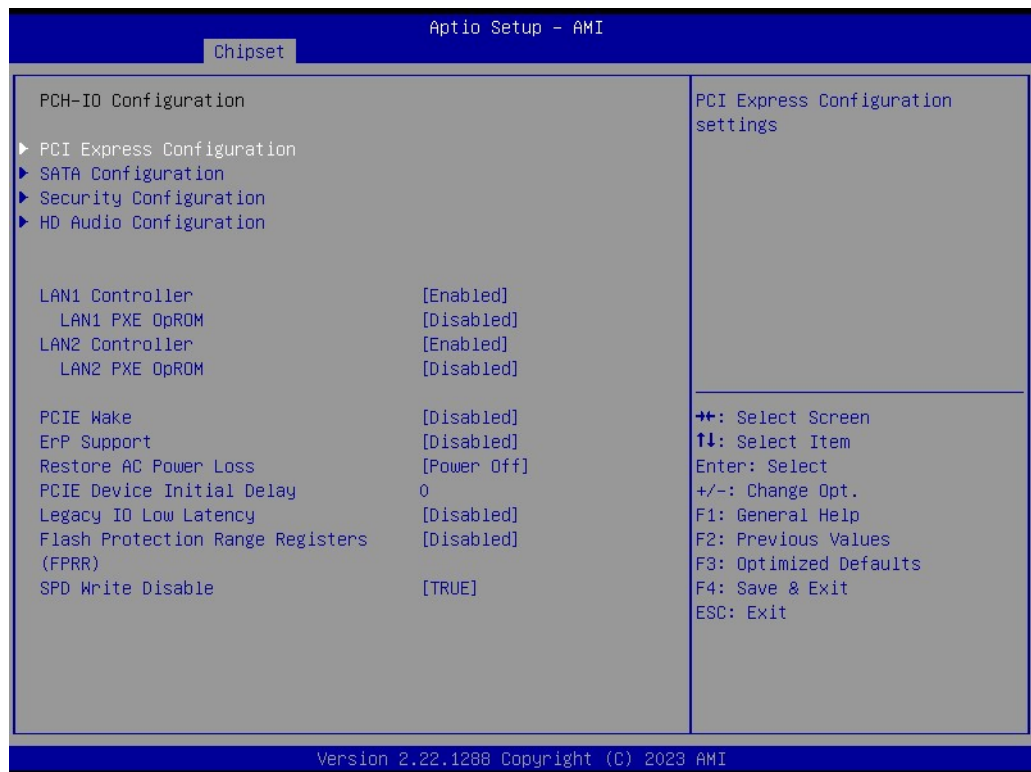 Aptio Setup – AMI
Chipset
PCH-IO Configuration
PCI Express Configuration
SATA Configuration
Security Configuration
HD Audio Configuration
LAN1 Controller [Enabled]
LAN1 PXE OpROM [Disabled]
LAN2 Controller [Enabled]
LAN2 PXE OpROM [Disabled]
PCIE Wake [Disabled]
ErP Support [Disabled]
Restore AC Power Loss [Power Off]
PCIE Device Initial Delay 0
Legacy IO Low Latency [Disabled]
Flash Protection Range Registers [Disabled]
(FPRR)
SPD Write Disable [TRUE]
PCI Express Configuration
settings
→←: Select Screen
↑↓: Select Item
Enter: Select
+/-: Change Opt.
F1: General Help
F2: Previous Values
F3: Optimized Defaults
F4: Save & Exit
ESC: Exit
Version 2.22.1288 Copyright (C) 2023 AMI